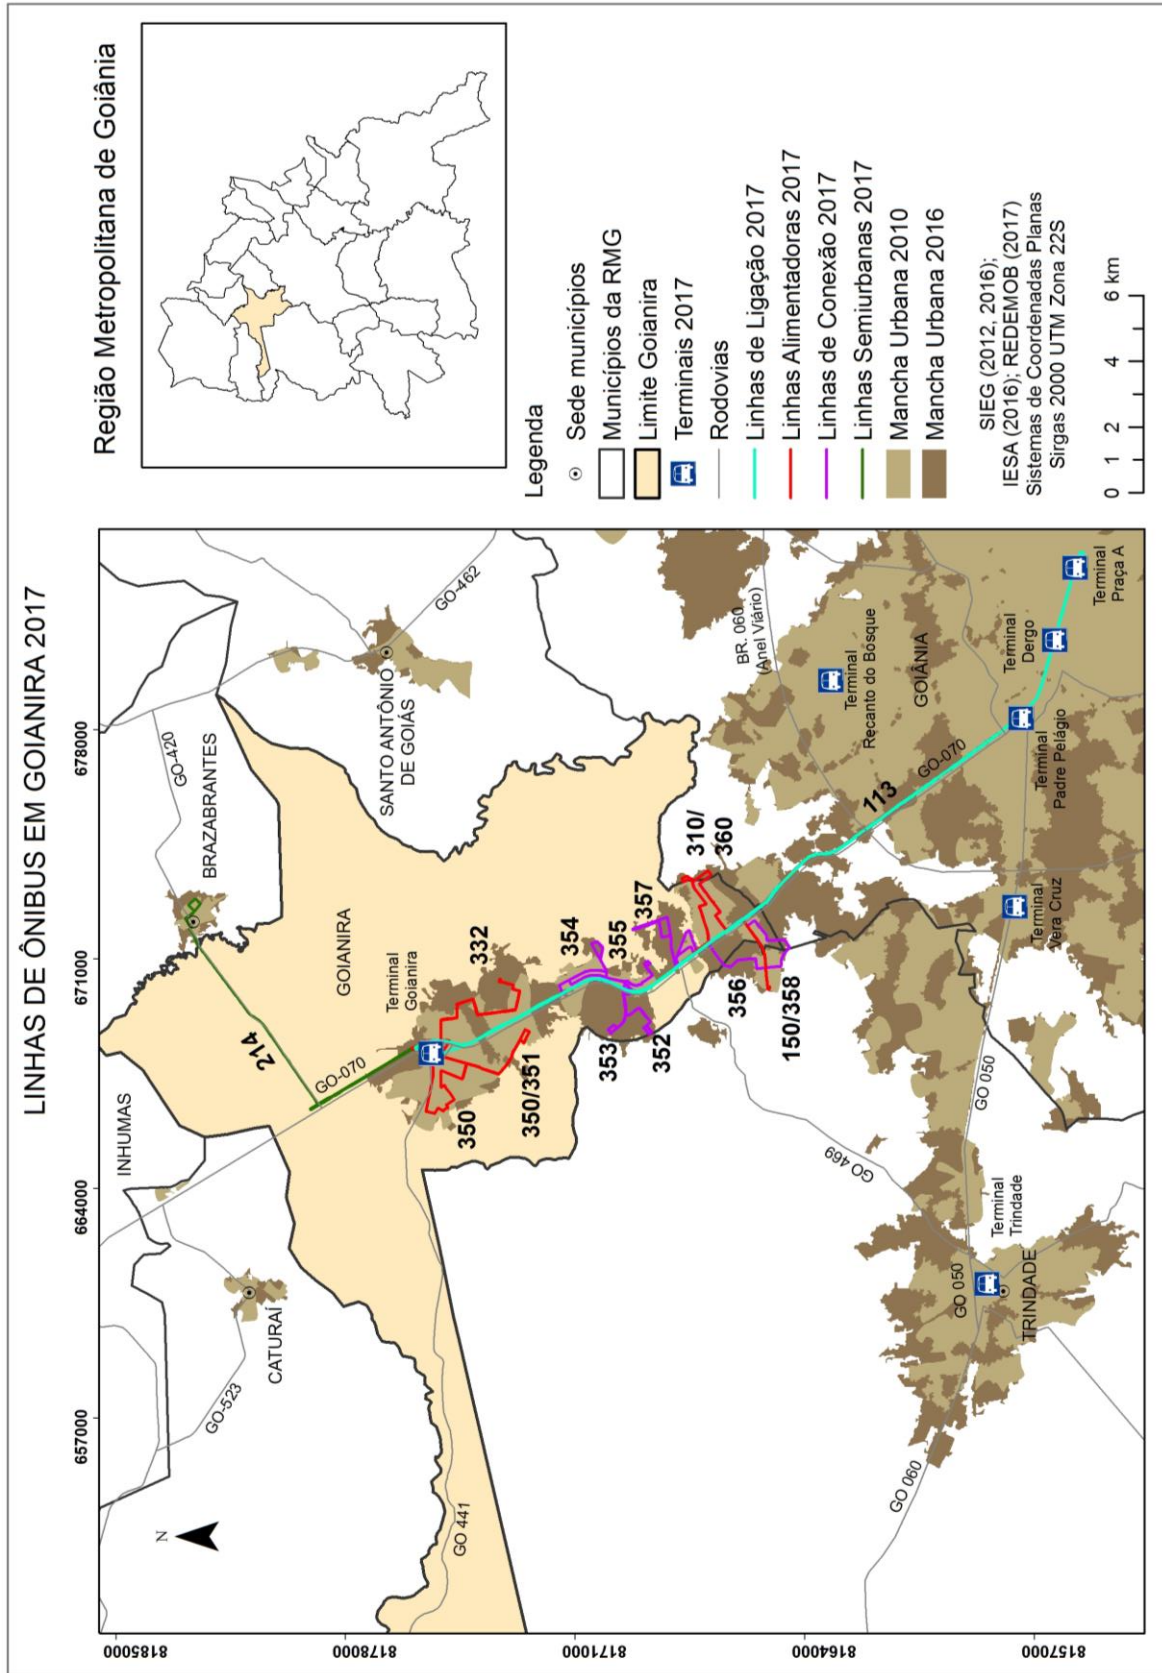 LINHAS DE ÔNIBUS EM GOIANIRA 2017
657000
664000
671000
678000
8185000
8178000
8171000
8164000
8157000
N
INHUMAS
CATURAÍ
GO-523
GO 441
GO-070
214
BRAZABRANTES
GO-420
GOIANIRA
Terminal
Goianira
SANTO ANTÔNIO
DE GOIÁS
GO-462
332
350
350/351
354
355
353
352
357
310/
360
356
150/358
113
GO-070
BR. 060
(Anel Viário)
Terminal
Recanto do Bosque
GOIÂNIA
Terminal
Dergo
Terminal
Praça A
Terminal
Padre Pelágio
Terminal
Vera Cruz
GO 050
GO 469
Terminal
Trindade
GO 050
TRINDADE
GO 060
Região Metropolitana de Goiânia
Legenda
Sede municípios
Municípios da RMG
Limite Goianira
Terminais 2017
Rodovias
Linhas de Ligação 2017
Linhas Alimentadoras 2017
Linhas de Conexão 2017
Linhas Semiurbanas 2017
Mancha Urbana 2010
Mancha Urbana 2016
SIEG (2012, 2016);
IESA (2016); REDEMOB (2017)
Sistemas de Coordenadas Planas
Sirgas 2000 UTM Zona 22S
0 1 2 4 6 km